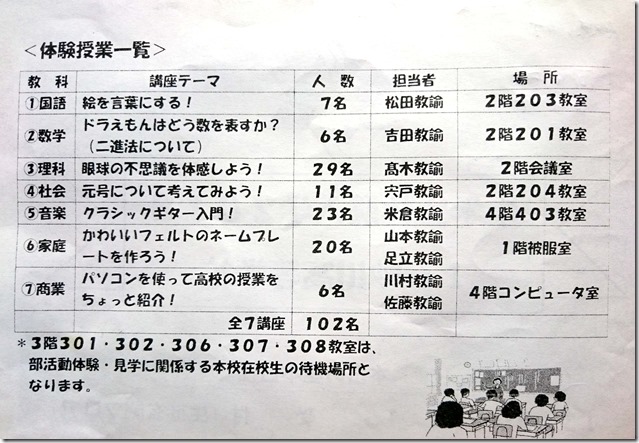 ＜体験授業一覧＞
教科 講座テーマ 人数 担当者 場所
①国語 絵を言葉にする！ 7名 松田教諭 2階203教室
②数学 ドラえもんはどう数を表すか？（二進法について） 6名 吉田教諭 2階201教室
③理科 眼球の不思議を体感しよう！ 29名 髙木教諭 2階会議室
④社会 元号について考えてみよう！ 11名 宍戸教諭 2階204教室
⑤音楽 クラシックギター入門！ 23名 米倉教諭 4階403教室
⑥家庭 かわいいフェルトのネームプレートを作ろう！ 20名 山本教諭 足立教諭 1階被服室
⑦商業 パソコンを使って高校の授業をちょっと紹介！ 6名 川村教諭 佐藤教諭 4階コンピュータ室
全7講座 102名
＊3階301・302・306・307・308教室は、
部活動体験・見学に関係する本校在校生の待機場所と
なります。